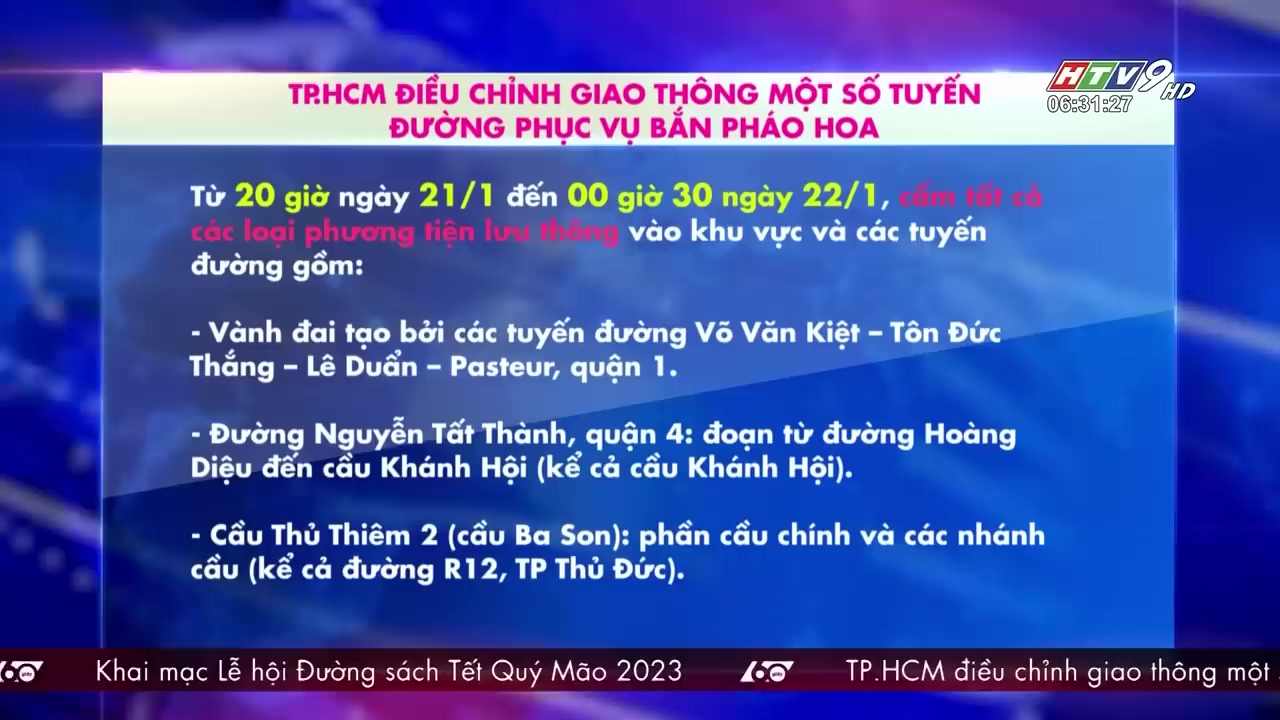 TP.HCM ĐIỀU CHỈNH GIAO THÔNG MỘT SỐ TUYẾN
ĐƯỜNG PHỤC VỤ BẮN PHÁO HOA
HTV9 HD
06:31:27
Từ 20 giờ ngày 21/1 đến 00 giờ 30 ngày 22/1, cấm tất cả
các loại phương tiện lưu thông vào khu vực và các tuyến
đường gồm:
- Vành đai tạo bởi các tuyến đường Võ Văn Kiệt – Tôn Đức
Thắng – Lê Duẩn – Pasteur, quận 1.
- Đường Nguyễn Tất Thành, quận 4: đoạn từ đường Hoàng
Diệu đến cầu Khánh Hội (kể cả cầu Khánh Hội).
- Cầu Thủ Thiêm 2 (cầu Ba Son): phần cầu chính và các nhánh
cầu (kể cả đường R12, TP Thủ Đức).
60 giây Khai mạc Lễ hội Đường sách Tết Quý Mão 2023 60 giây TP.HCM điều chỉnh giao thông một